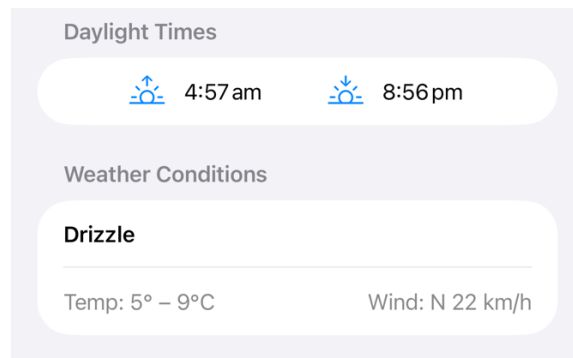 Daylight Times
4:57 am 8:56 pm
Weather Conditions
Drizzle
Temp: 5° – 9°C Wind: N 22 km/h